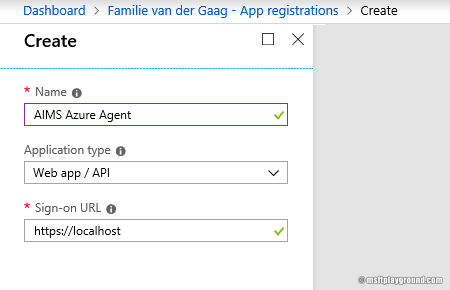 Dashboard > Familie van der Gaag - App registrations > Create
Create
* Name
AIMS Azure Agent
Application type
Web app / API
* Sign-on URL
https://localhost
© msftplayground.com